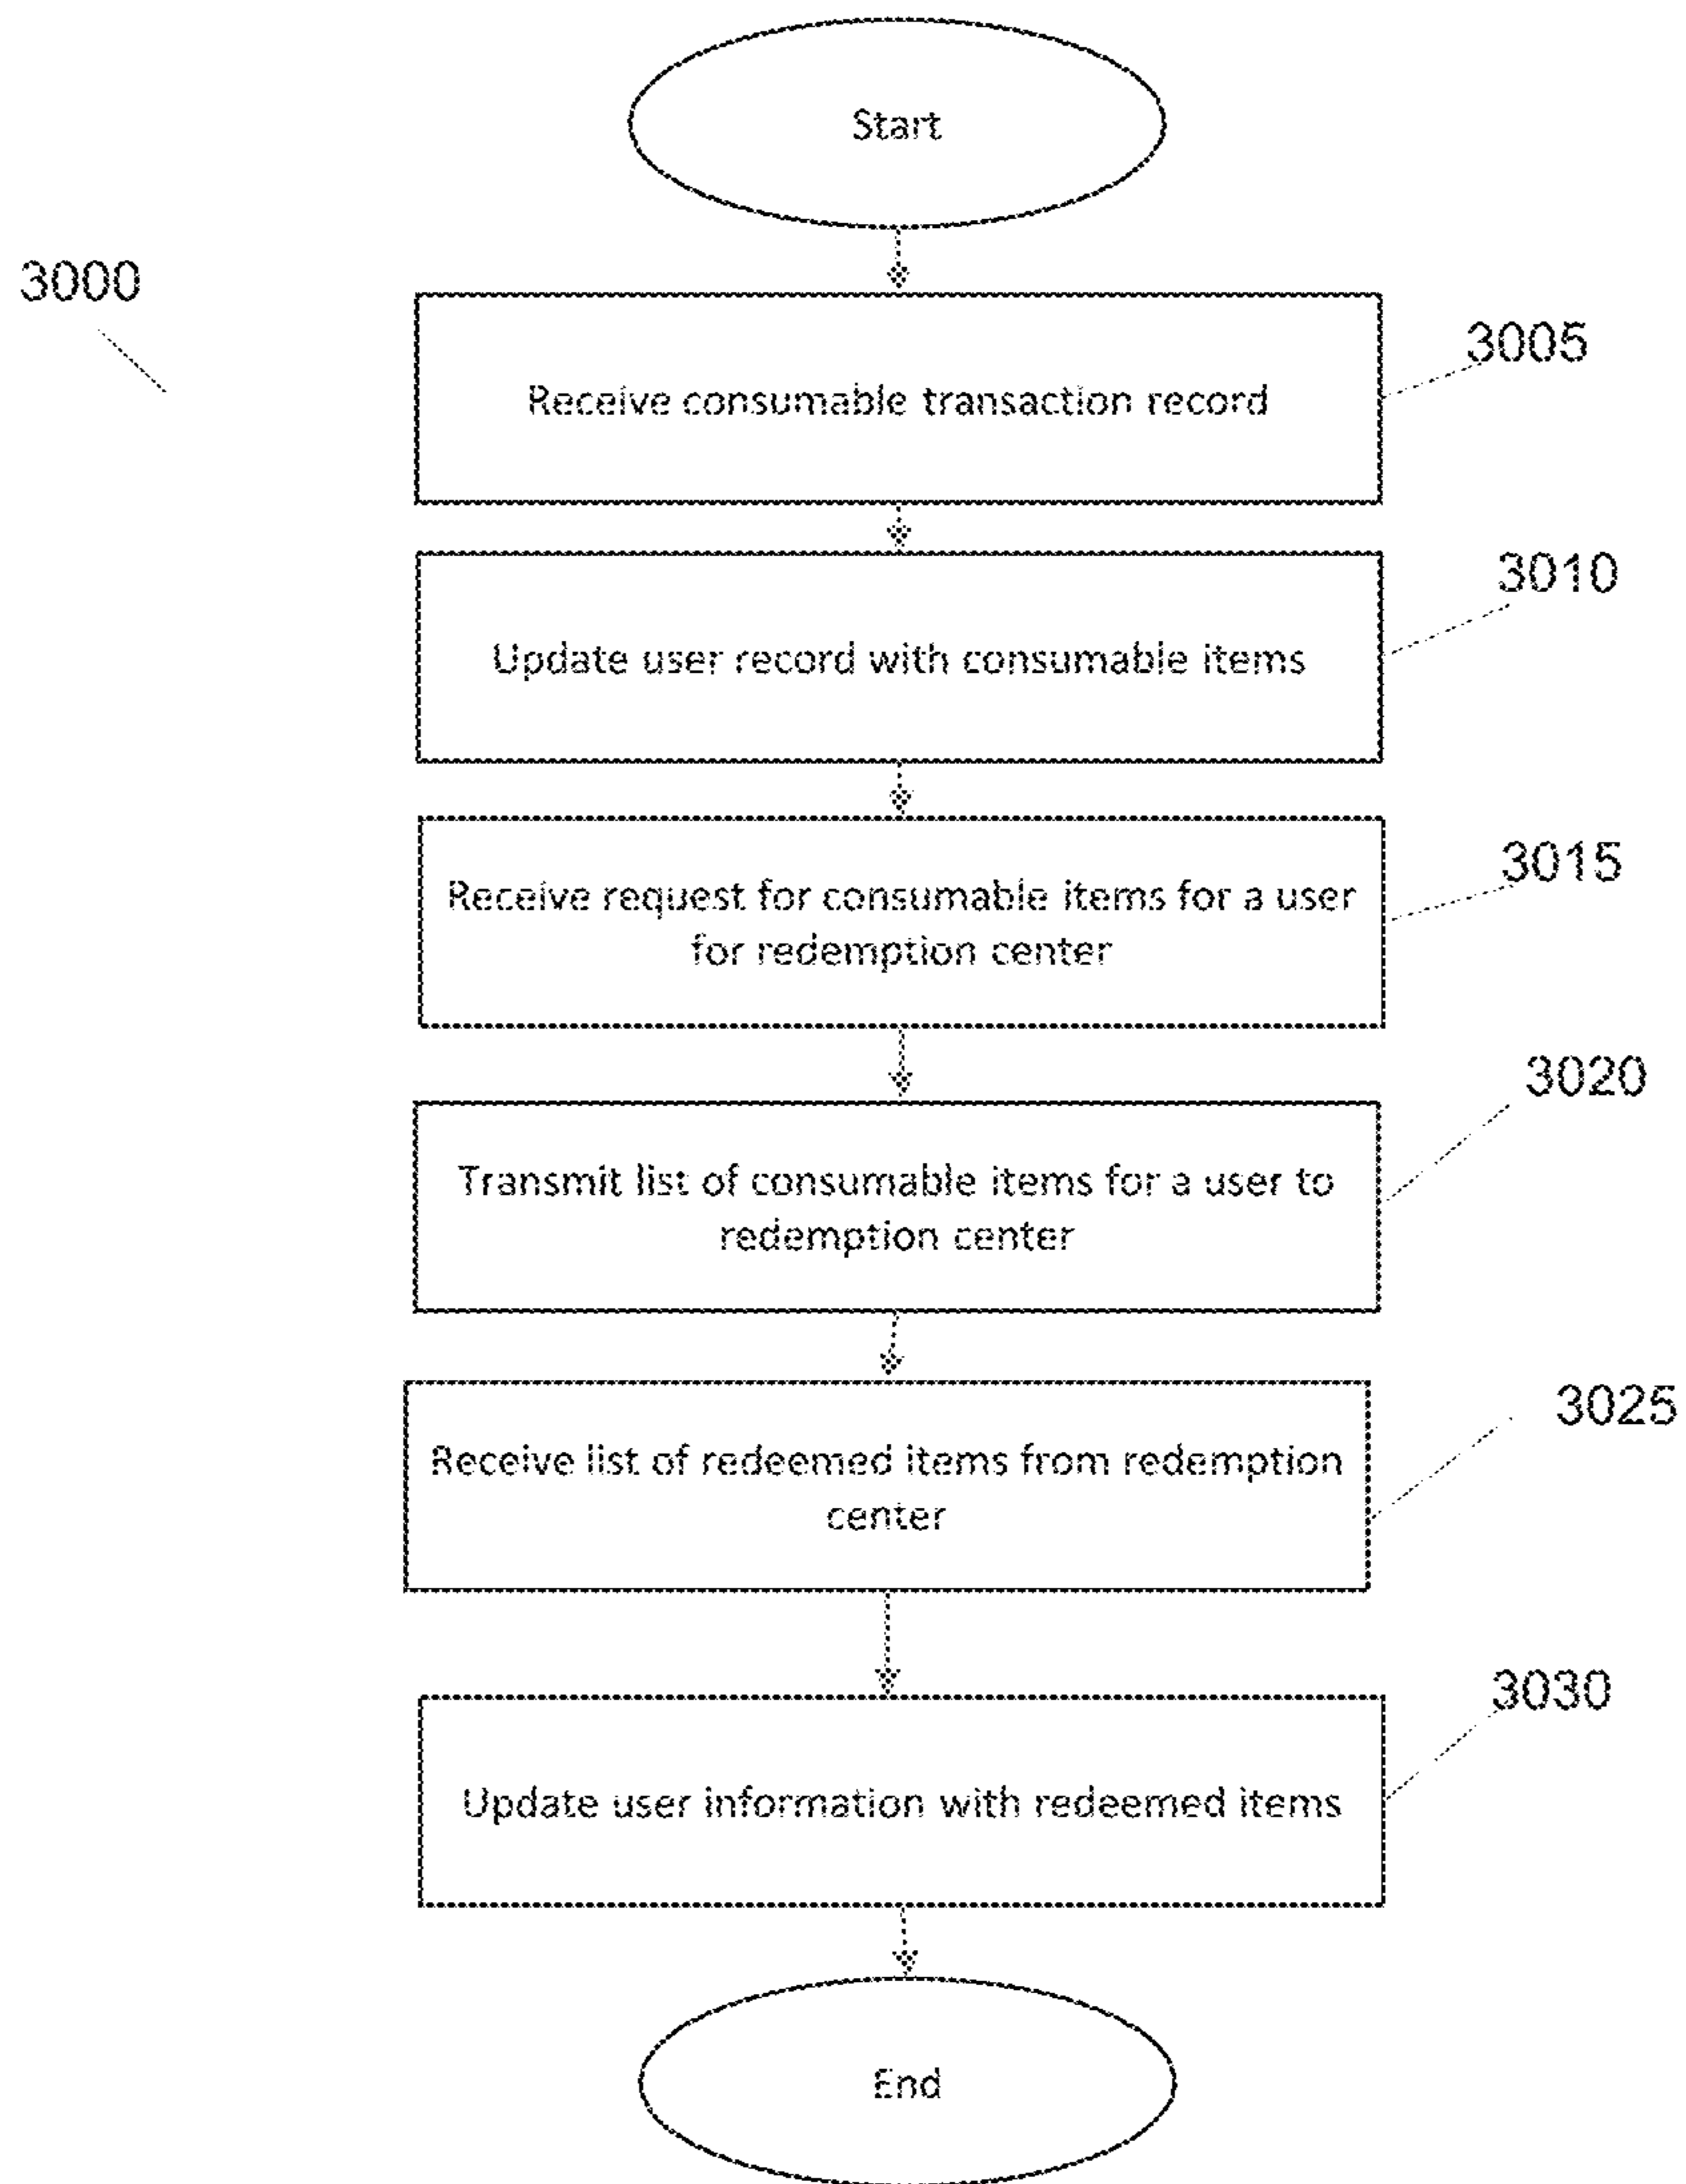 Start
3000
3005
Receive consumable transaction record
3010
Update user record with consumable items
3015
Receive request for consumable items for a user
for redemption center
3020
Transmit list of consumable items for a user to
redemption center
3025
Receive list of redeemed items from redemption
center
3030
Update user information with redeemed items
End